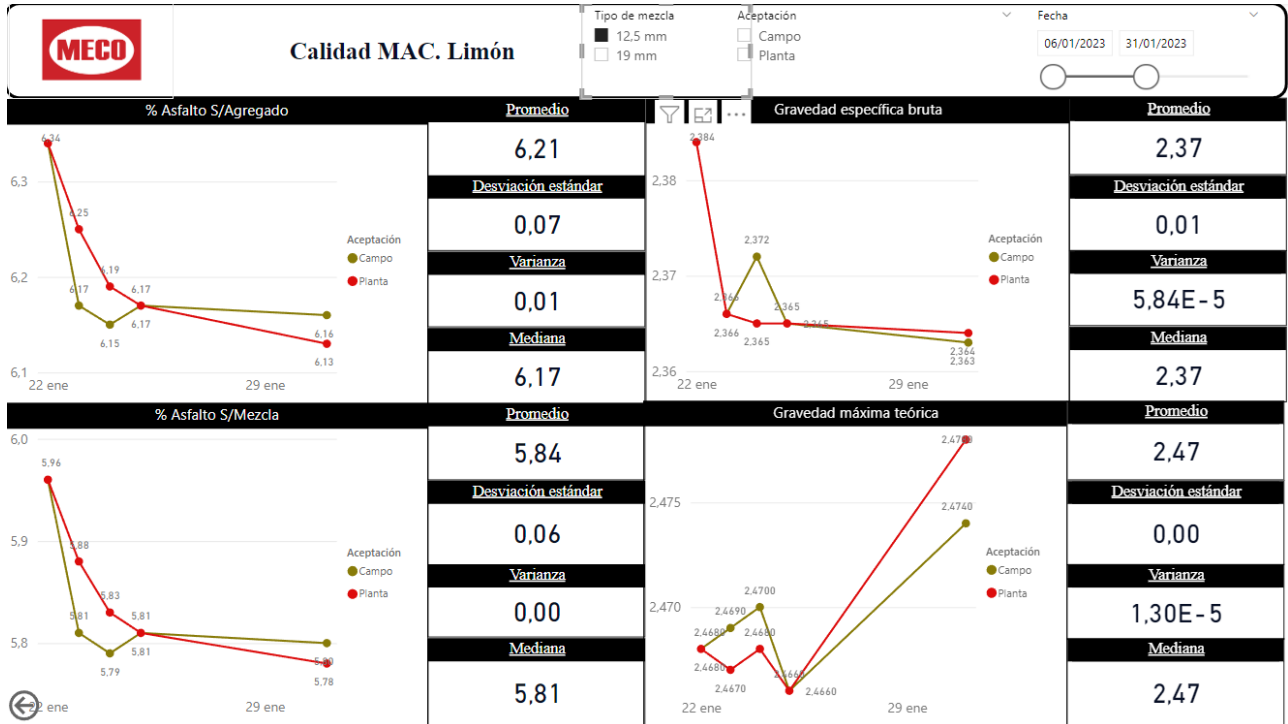 MECO
Calidad MAC. Limón
Tipo de mezcla
12,5 mm
19 mm
Aceptación
Campo
Planta
Fecha
06/01/2023 31/01/2023
% Asfalto S/Agregado
6,34
6,3
6,25
6,2
6,19
6,17 6,17
6,17
6,15
6,16
6,13
6,1
22 ene 29 ene
Aceptación
Campo
Planta
Promedio
6,21
Desviación estándar
0,07
Varianza
0,01
Mediana
6,17
Gravedad específica bruta
2,384
2,38
2,372
2,37
2,366
2,366
2,365
2,365
2,365
2,364
2,363
2,36
22 ene 29 ene
Aceptación
Campo
Planta
Promedio
2,37
Desviación estándar
0,01
Varianza
5,84E-5
Mediana
2,37
% Asfalto S/Mezcla
6,0
5,96
5,9
5,88
5,83
5,81 5,81
5,81
5,8
5,79
5,80
5,78
ene 29 ene
Aceptación
Campo
Planta
Promedio
5,84
Desviación estándar
0,06
Varianza
0,00
Mediana
5,81
Gravedad máxima teórica
2,475
2,4740
2,470
2,4700
2,4690
2,4680 2,4680
2,4680
2,4670
2,4660
2,4660
22 ene 29 ene
Aceptación
Campo
Planta
Promedio
2,47
Desviación estándar
0,00
Varianza
1,30E-5
Mediana
2,47